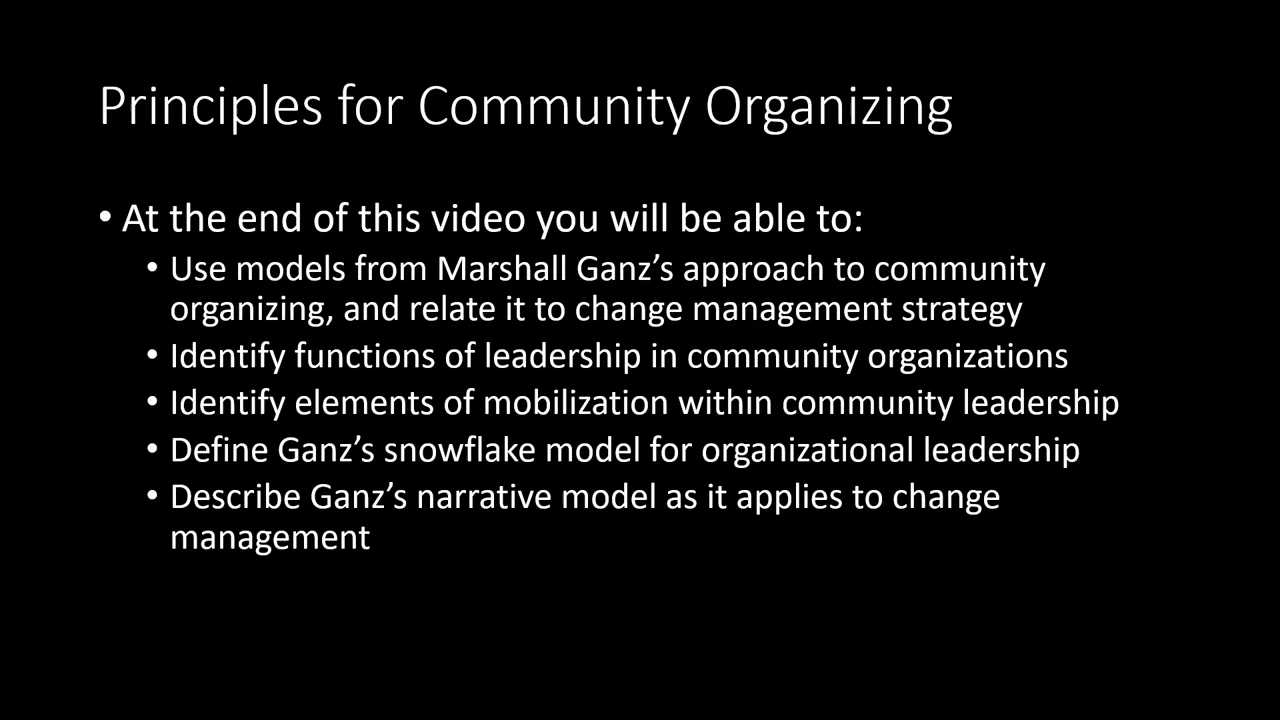 Principles for Community Organizing
• At the end of this video you will be able to:
• Use models from Marshall Ganz’s approach to community
organizing, and relate it to change management strategy
• Identify functions of leadership in community organizations
• Identify elements of mobilization within community leadership
• Define Ganz’s snowflake model for organizational leadership
• Describe Ganz’s narrative model as it applies to change
management